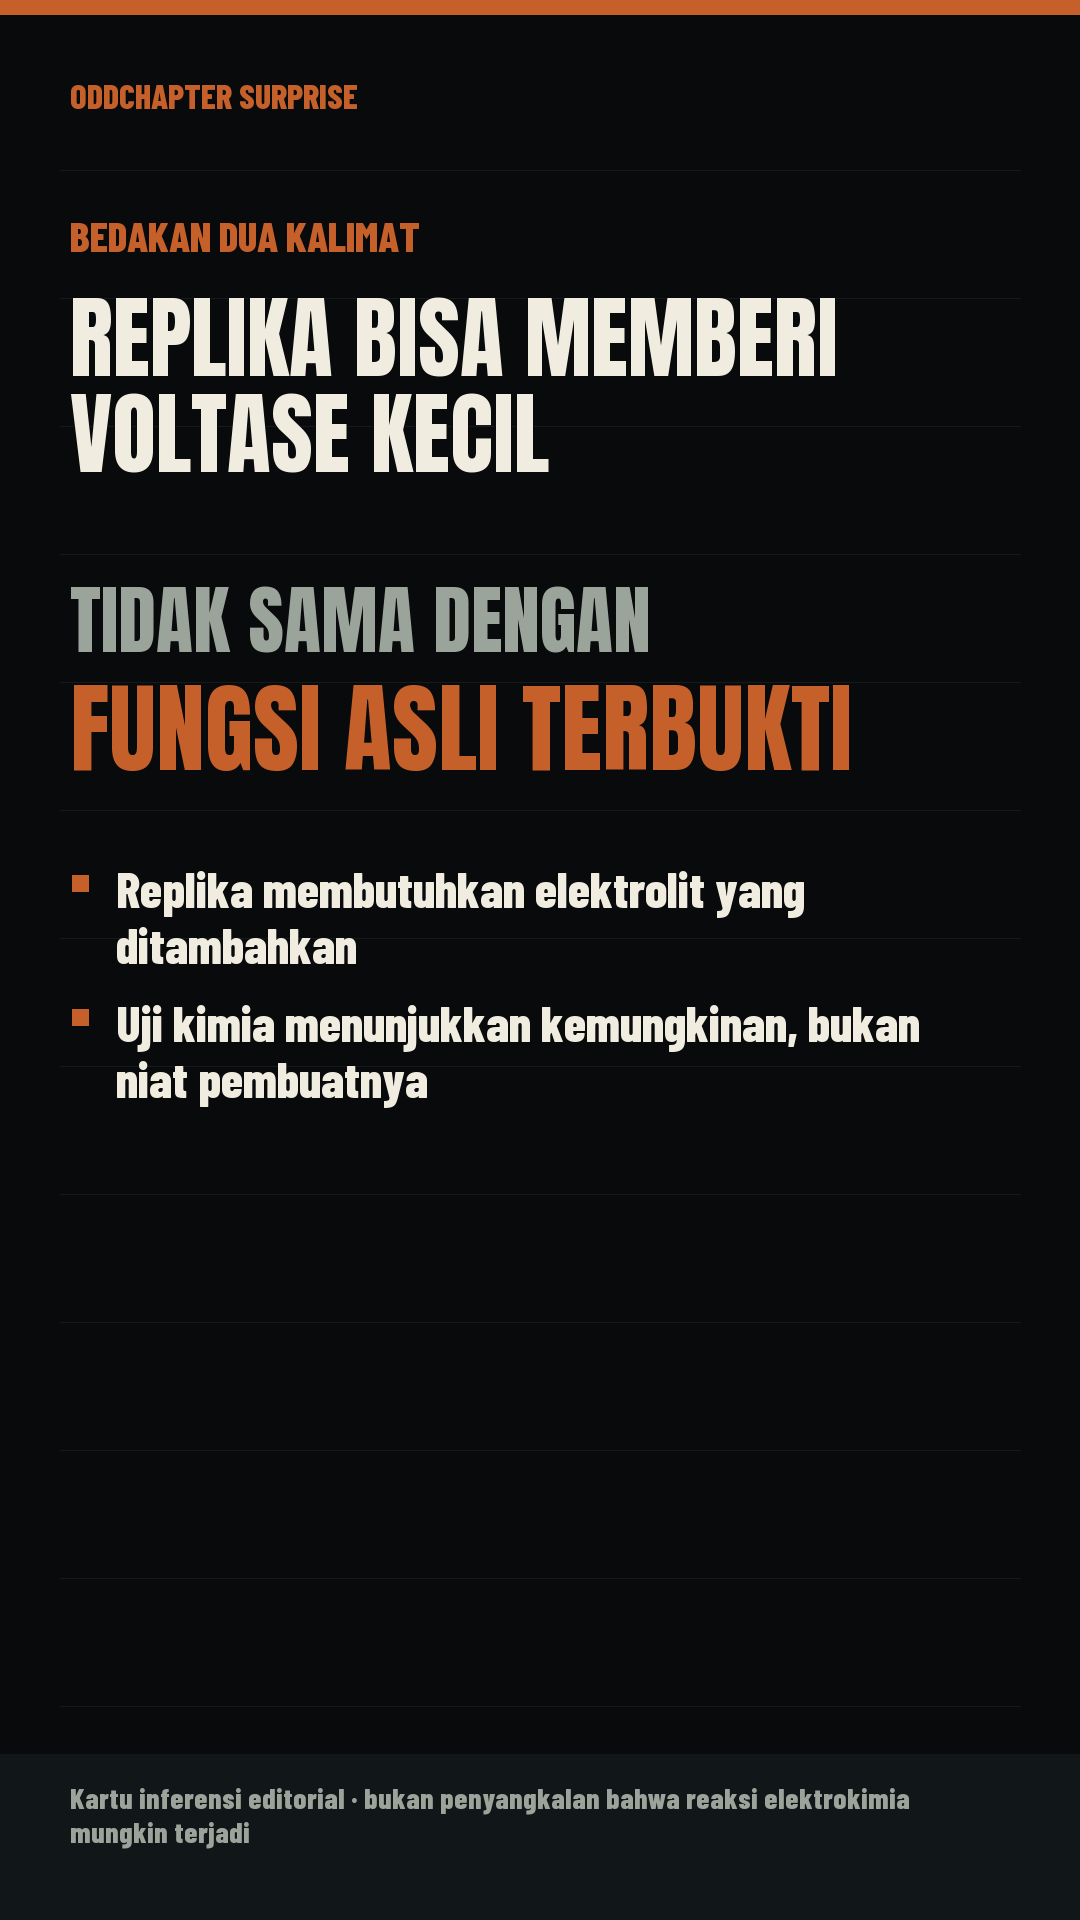 ODDCHAPTER SURPRISE
BEDAKAN DUA KALIMAT
REPLIKA BISA MEMBERI
VOLTASE KECIL
TIDAK SAMA DENGAN
FUNGSI ASLI TERBUKTI
Replika membutuhkan elektrolit yang
ditambahkan
Uji kimia menunjukkan kemungkinan, bukan
niat pembuatnya
Kartu inferensi editorial · bukan penyangkalan bahwa reaksi elektrokimia
mungkin terjadi